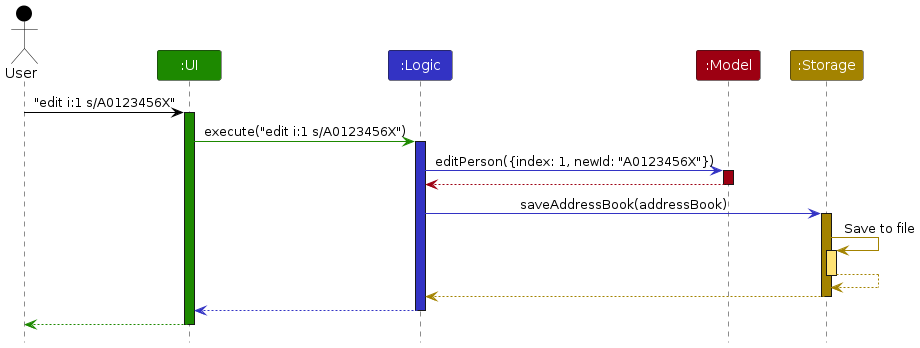 User
:UI
:Logic
:Model
:Storage
"edit i:1 s/A0123456X"
execute("edit i:1 s/A0123456X")
editPerson({index: 1, newId: "A0123456X"})
saveAddressBook(addressBook)
Save to file